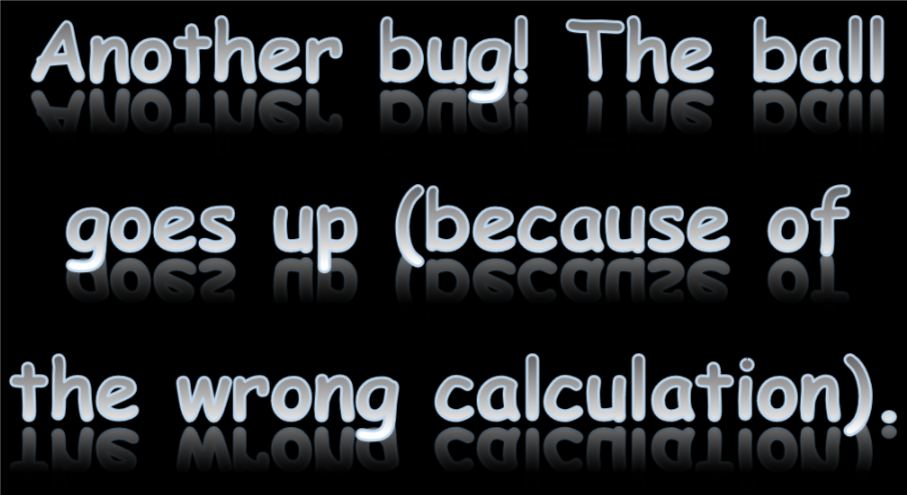 Another bug! The ball
goes up (because of
the wrong calculation).